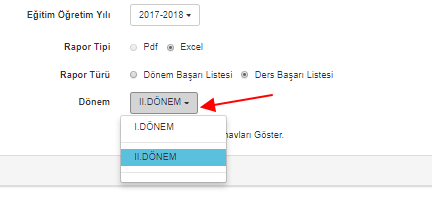 Eğitim Öğretim Yılı 2017-2018
Rapor Tipi Pdf Excel
Rapor Türü Dönem Başarı Listesi Ders Başarı Listesi
Dönem II.DÖNEM
I.DÖNEM
Göster.
II.DÖNEM